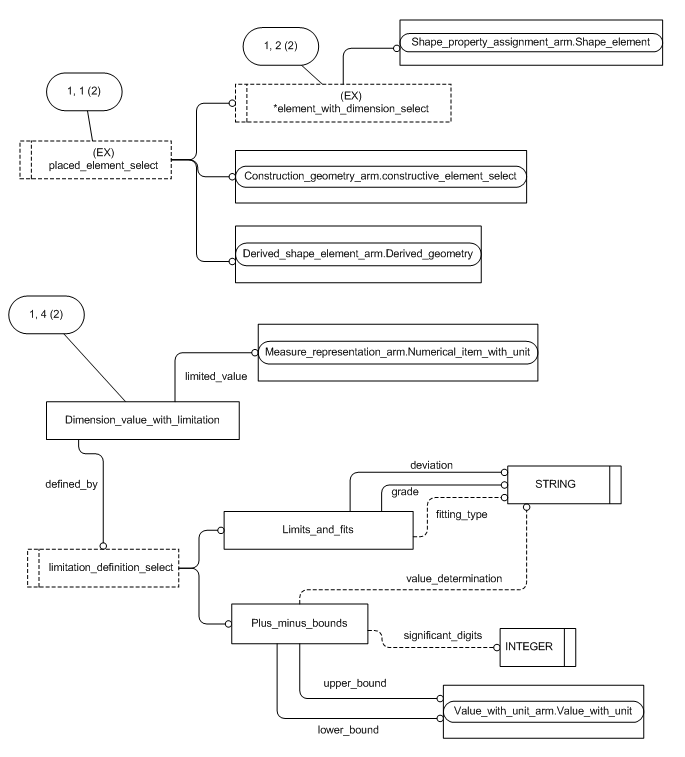 1, 2 (2)
Shape_property_assignment_arm.Shape_element
1, 1 (2)
(EX)
*element_with_dimension_select
(EX)
placed_element_select
Construction_geometry_arm.constructive_element_select
Derived_shape_element_arm.Derived_geometry
1, 4 (2)
Measure_representation_arm.Numerical_item_with_unit
limited_value
Dimension_value_with_limitation
defined_by
deviation
grade
STRING
fitting_type
Limits_and_fits
limitation_definition_select
value_determination
Plus_minus_bounds
significant_digits
INTEGER
upper_bound
Value_with_unit_arm.Value_with_unit
lower_bound